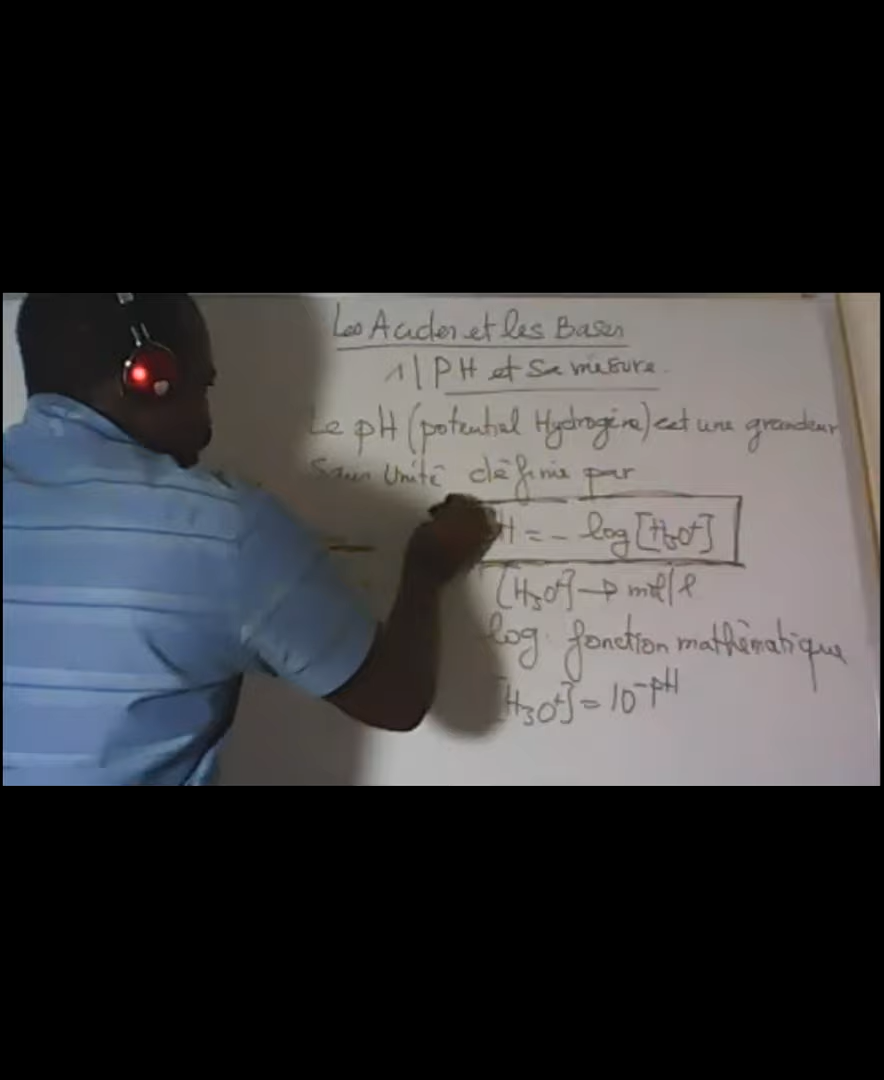 Les Acides et les Bases
1/ PH et sa mesure.
Le pH (potentiel Hydrogène) est une grandeur
Sans Unité définie par
H = - log [H3O+]
[H3O+] → mol/l
log. fonction mathématique
[H3O+] = 10-pH